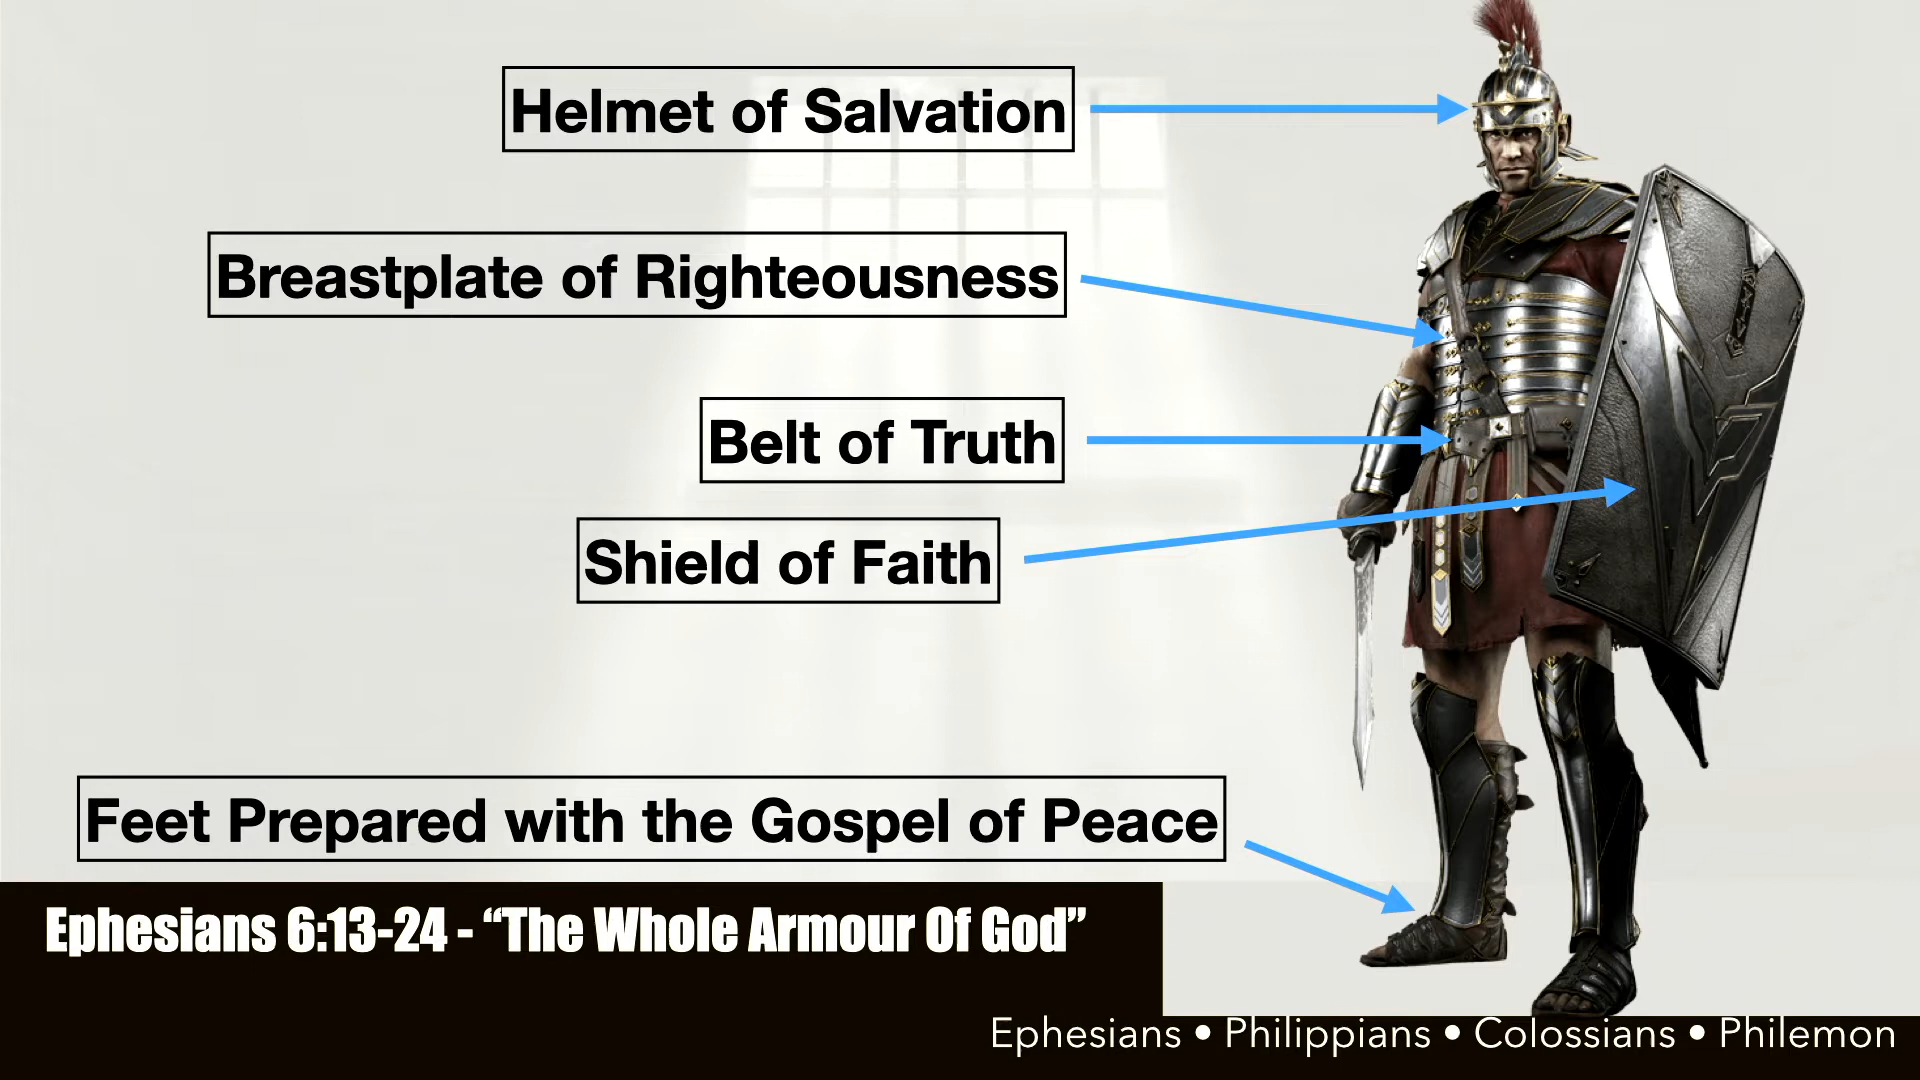 Helmet of Salvation
Breastplate of Righteousness
Belt of Truth
Shield of Faith
Feet Prepared with the Gospel of Peace
Ephesians 6:13-24 - “The Whole Armour Of God”
Ephesians • Philippians • Colossians • Philemon